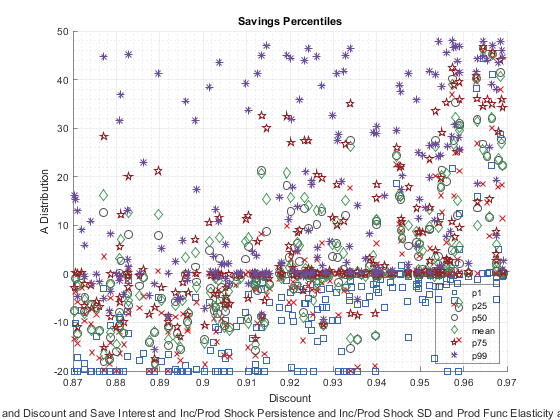 Savings Percentiles
50
40
30
20
10
0
-10
-20
A Distribution
0.87 0.88 0.89 0.9 0.91 0.92 0.93 0.94 0.95 0.96 0.97
Discount
p1
p25
p50
mean
p75
p99
and Discount and Save Interest and Inc/Prod Shock Persistence and Inc/Prod Shock SD and Prod Func Elasticity